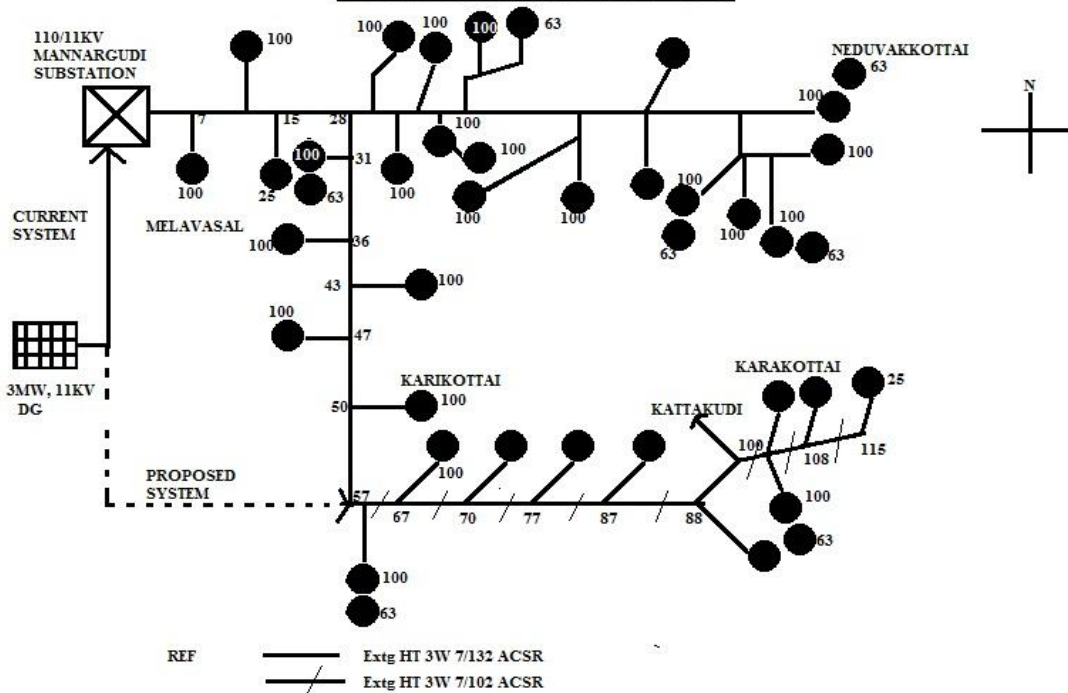 110/11KV
MANNARGUDI
SUBSTATION
100
100
100
100
63
NEDUVAKKOTTAI
63
100
N
7
15
28
100
25
100
63
31
100
100
100
100
100
100
63
100
100
63
100
CURRENT
SYSTEM
MELAVASAL
100
36
43
100
100
47
3MW, 11KV
DG
KARIKOTTAI
50
100
KARAKOTTAI
25
KATTAKUDI
100
108
115
100
63
PROPOSED
SYSTEM
57
100
67
70
77
87
88
100
63
REF
Extg HT 3W 7/132 ACSR
Extg HT 3W 7/102 ACSR